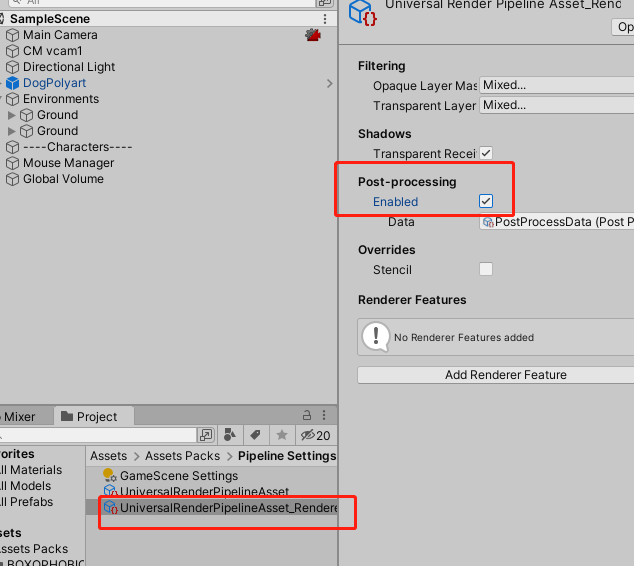 All
SampleScene
Main Camera
CM vcam1
Directional Light
DogPolyart
Environments
Ground
Ground
----Characters----
Mouse Manager
Global Volume
Mixer
Project
20
orites
ll Materials
ll Models
ll Prefabs
sets
ssets Packs
BOXOPHOBIC
Assets > Assets Packs > Pipeline Settings
GameScene Settings
UniversalRenderPipelineAsset
UniversalRenderPipelineAsset_Rendere
Universal Render Pipeline Asset_Rend
Op
Filtering
Opaque Layer Mas Mixed...
Transparent Layer Mixed...
Shadows
Transparent Recei
Post-processing
Enabled
Data PostProcessData (Post P
Overrides
Stencil
Renderer Features
No Renderer Features added
Add Renderer Feature